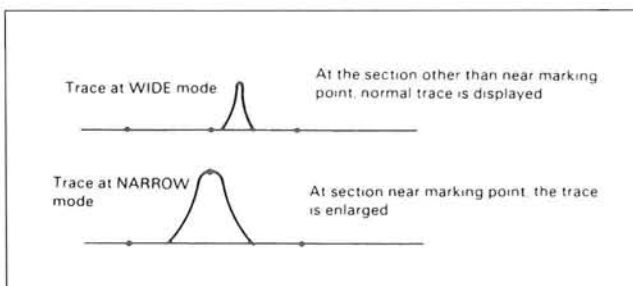 Trace at WIDE mode
At the section other than near marking
point, normal trace is displayed
Trace at NARROW
mode
At section near marking point, the trace
is enlarged